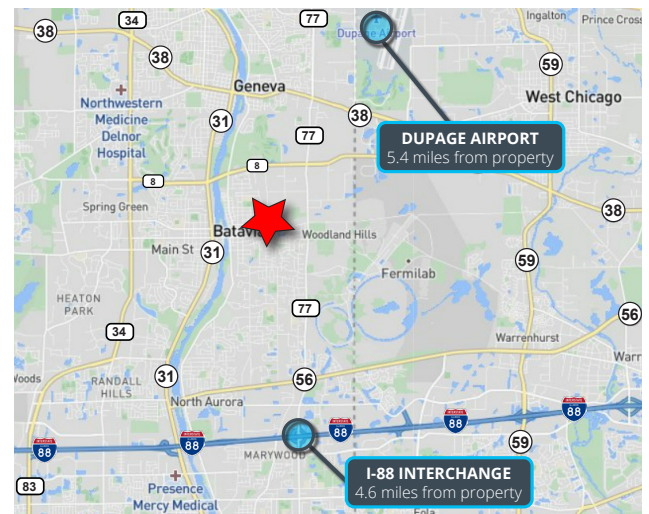 34
77
Ingalton
Prince Cross
38
Dupage Airport
38
59
Geneva
Northwestern
Medicine
Delnor
Hospital
West Chicago
31
38
77
DUPAGE AIRPORT
5.4 miles from property
8
8
Spring Green
38
Batavia
Woodland Hills
Main St
31
59
Fermilab
HEATON
PARK
77
56
34
Warrenhurst
Warr
Woods
RANDALL
HILLS
31
56
North Aurora
88
88
88
88
88
59
MARYWOOD
I-88 INTERCHANGE
4.6 miles from property
83
Presence
Mercy Medical
Eola